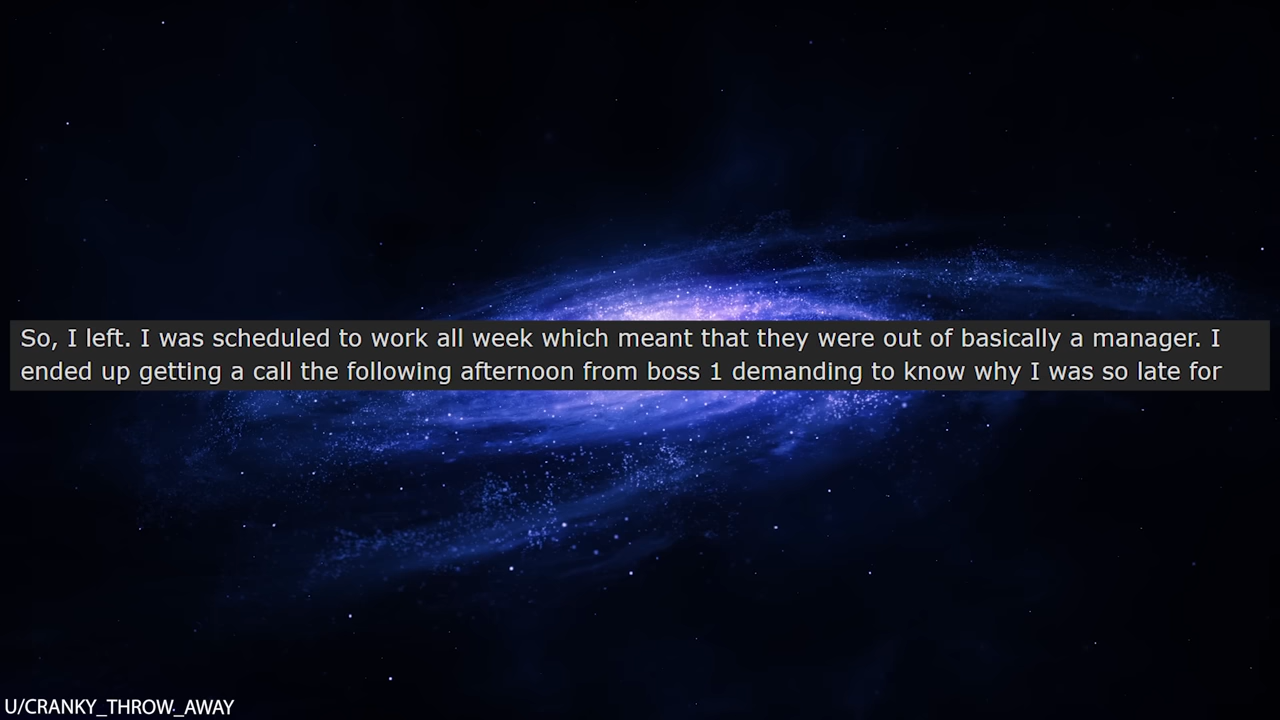 So, I left. I was scheduled to work all week which meant that they were out of basically a manager. I
ended up getting a call the following afternoon from boss 1 demanding to know why I was so late for
U/CRANKY_THROW_AWAY